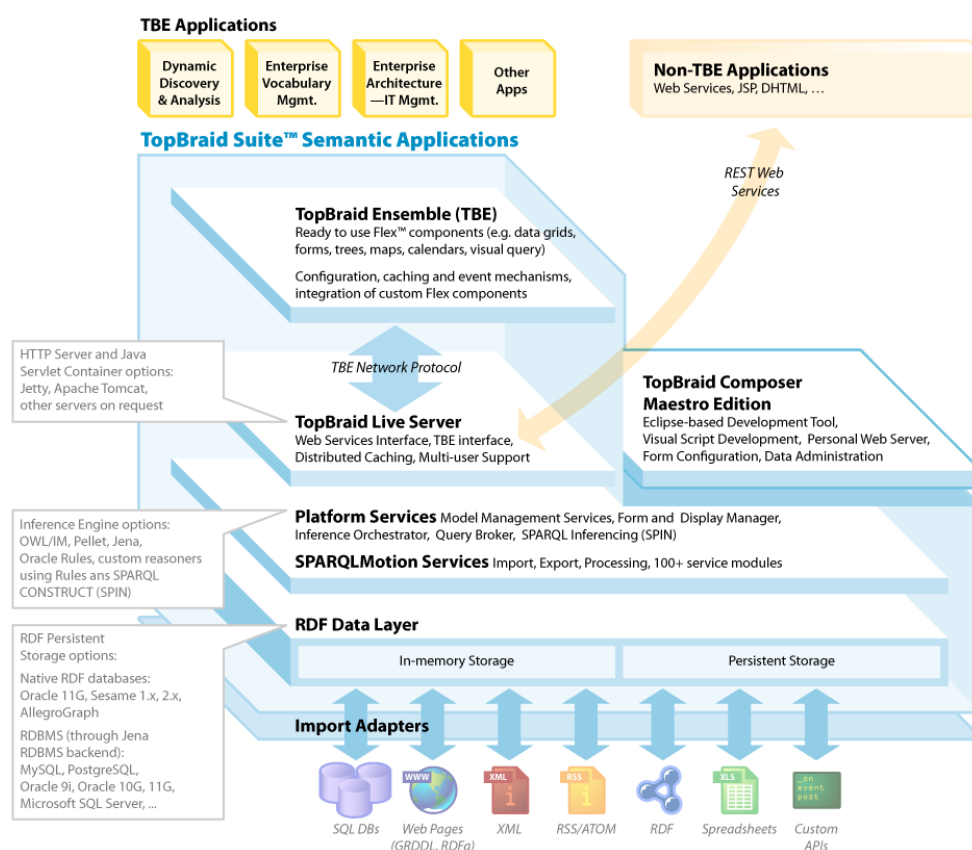 TBE Applications
Dynamic
Discovery
& Analysis
Enterprise
Vocabulary
Mgmt.
Enterprise
Architecture
—IT Mgmt.
Other
Apps
Non-TBE Applications
Web Services, JSP, DHTML, …
TopBraid Suite™ Semantic Applications
REST Web
Services
TopBraid Ensemble (TBE)
Ready to use Flex™ components (e.g. data grids,
forms, trees, maps, calendars, visual query)
Configuration, caching and event mechanisms,
integration of custom Flex components
HTTP Server and Java
Servlet Container options:
Jetty, Apache Tomcat,
other servers on request
TBE Network Protocol
TopBraid Live Server
Web Services Interface, TBE interface,
Distributed Caching, Multi-user Support
TopBraid Composer
Maestro Edition
Eclipse-based Development Tool,
Visual Script Development, Personal Web Server,
Form Configuration, Data Administration
Inference Engine options:
OWL/IM, Pellet, Jena,
Oracle Rules, custom reasoners
using Rules ans SPARQL
CONSTRUCT (SPIN)
Platform Services Model Management Services, Form and Display Manager,
Inference Orchestrator, Query Broker, SPARQL Inferencing (SPIN)
SPARQLMotion Services Import, Export, Processing, 100+ service modules
RDF Persistent
Storage options:
Native RDF databases:
Oracle 11G, Sesame 1.x, 2.x,
AllegroGraph
RDBMS (through Jena
RDBMS backend):
MySQL, PostgreSQL,
Oracle 9i, Oracle 10G, 11G,
Microsoft SQL Server, ...
RDF Data Layer
In-memory Storage
Persistent Storage
Import Adapters
WWW
XML
i
RSS
i
XLS
_on
event
post
SQL DBs
Web Pages
(GRDDL, RDFa)
XML
RSS/ATOM
RDF
Spreadsheets
Custom
APIs